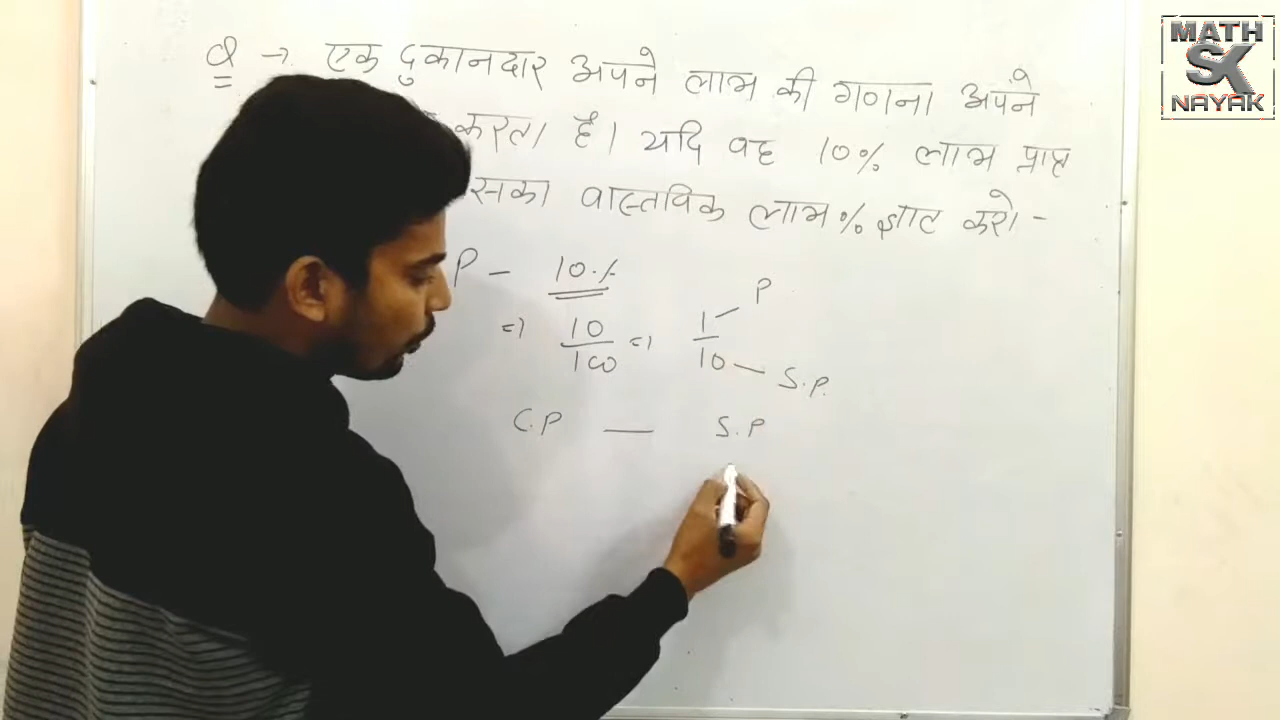 Q → एक दुकानदार अपने लाभ की गणना अपने
करता है। यदि वह 10% लाभ प्राप्त
सका वास्तविक लाभ% ज्ञात करो -
P - 10%
=) 10/100 =) 1/10 P S.P.
C.P — S.P
MATH
SK
NAYAK